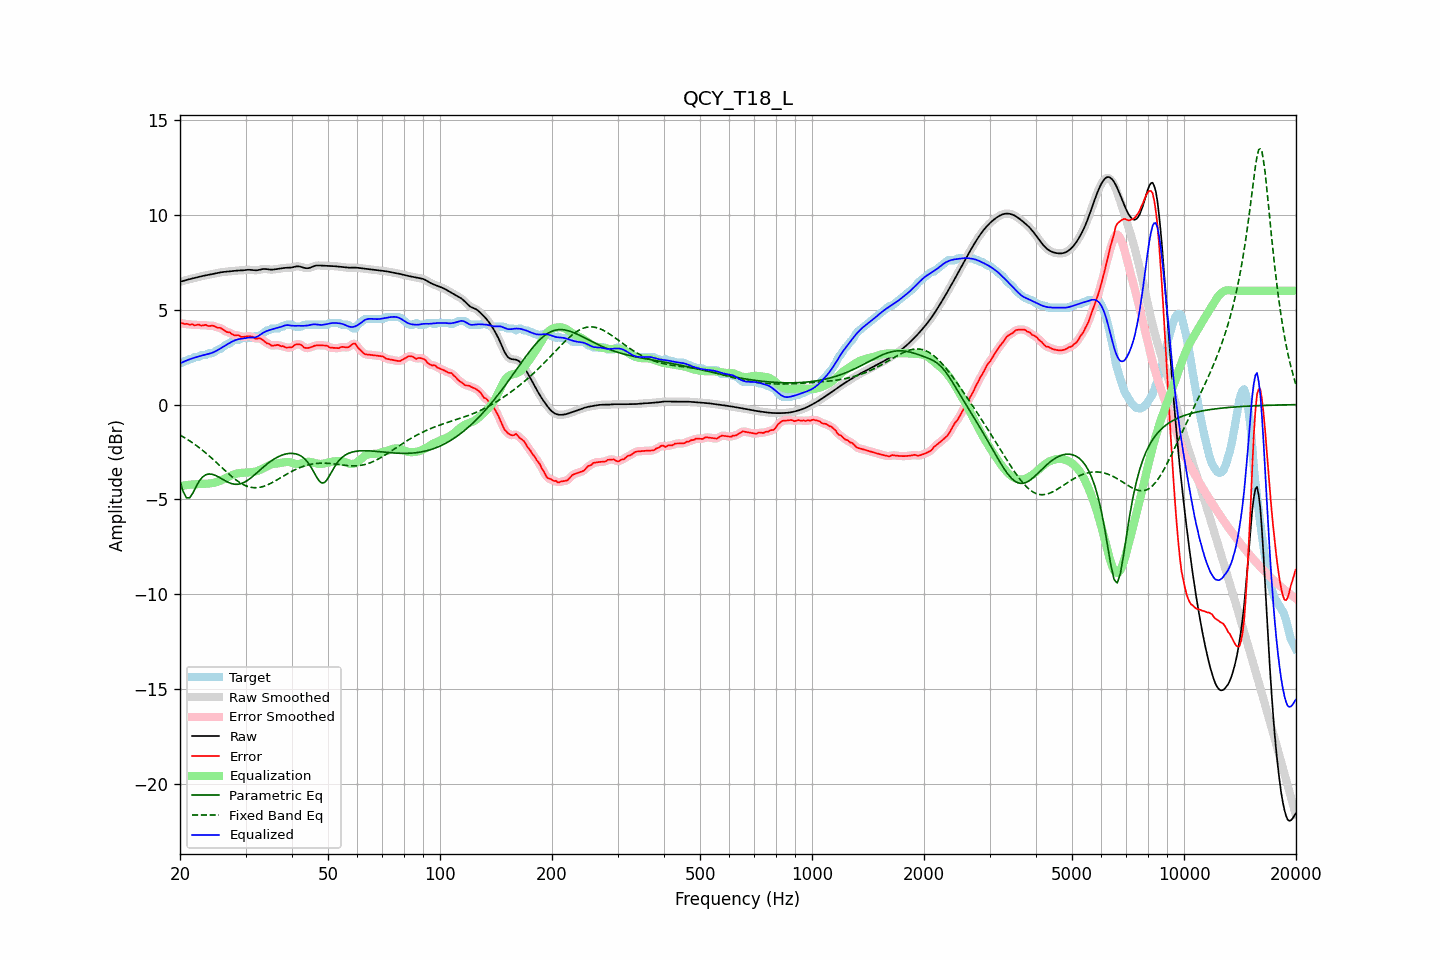 QCY_T18_L
15
10
5
0
−5
−10
−15
−20
Amplitude (dBr)
Target
Raw Smoothed
Error Smoothed
Raw
Error
Equalization
Parametric Eq
Fixed Band Eq
Equalized
20 50 100 200 500 1000 2000 5000 10000 20000
Frequency (Hz)